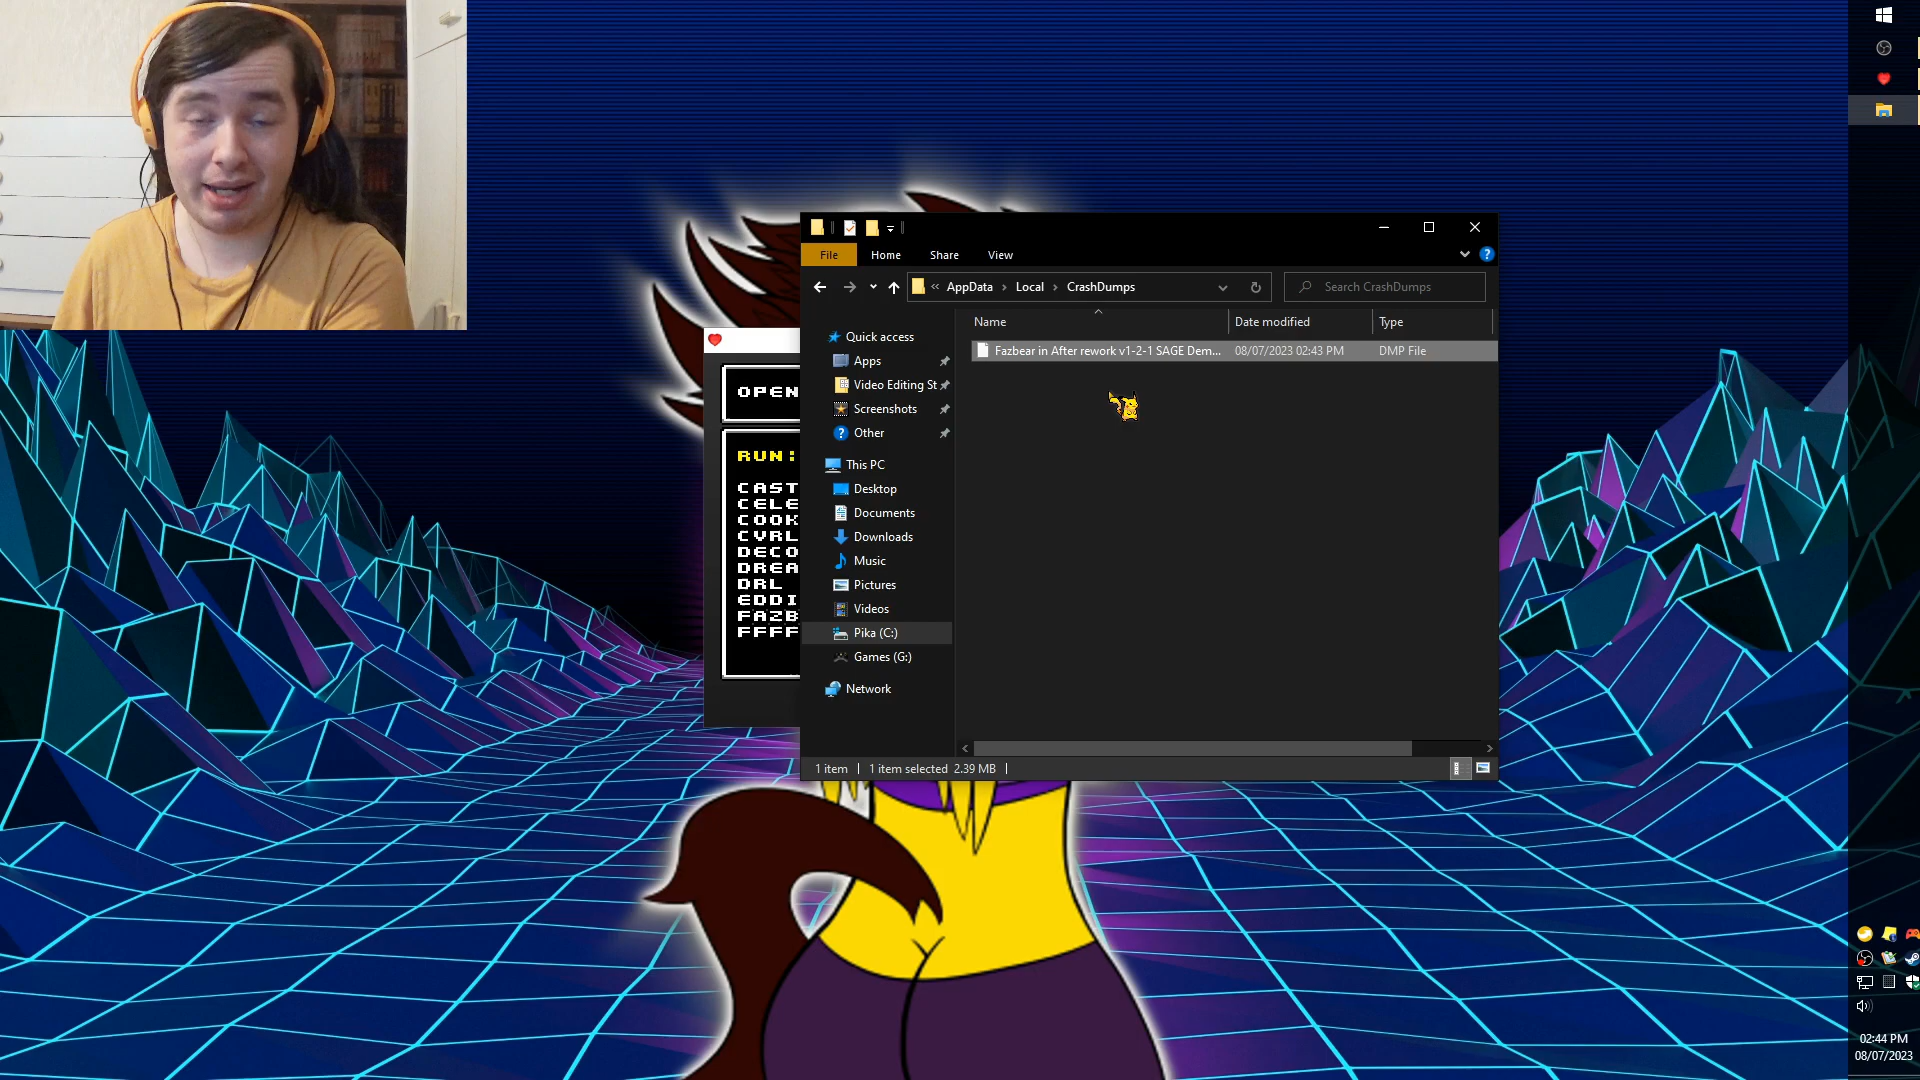 File
Home
Share
View
AppData
Local
CrashDumps
Search CrashDumps
Name
Date modified
Type
Quick access
Apps
Video Editing St
Screenshots
Other
This PC
Desktop
Documents
Downloads
Music
Pictures
Videos
Pika (C:)
Games (G:)
Network
Fazbear in After rework v1-2-1 SAGE Dem...
08/07/2023 02:43 PM
DMP File
1 item
1 item selected 2.39 MB
OPEN
RUN:
CAST
CELE
COOK
CVRL
DECO
DREA
DRL
EDDI
FAZB
FFFF
02:44 PM
08/07/2023